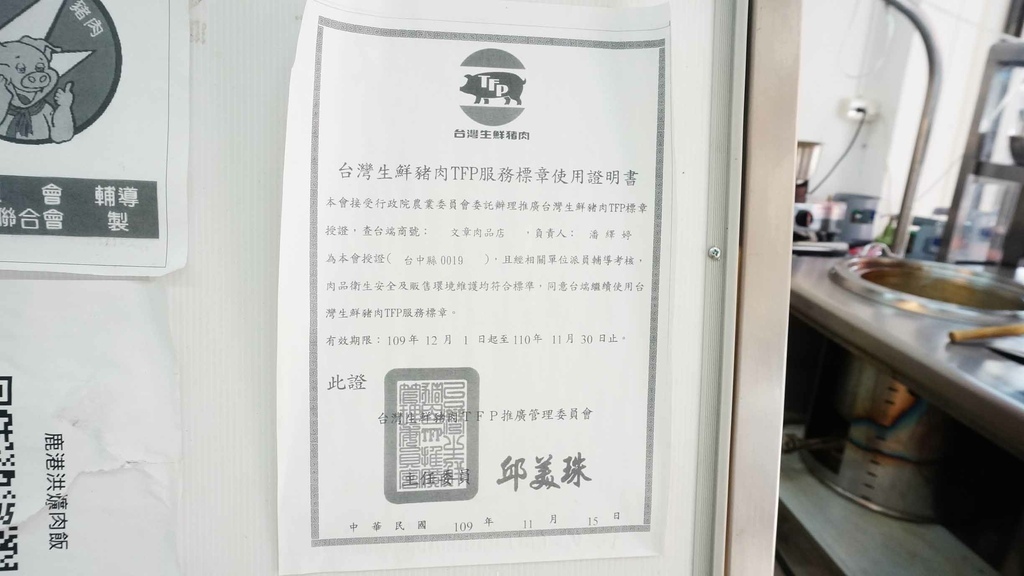 豬肉
會 輔導
聯合會 製
鹿港洪爌肉飯
TFP
台灣生鮮豬肉
台灣生鮮豬肉TFP服務標章使用證明書
本會接受行政院農業委員會委託辦理推廣台灣生鮮豬肉TFP標章
授證,查台端商號: 文章肉品店 ,負責人: 潘繹婷
為本會授證( 台中縣0019 ),且經相關單位派員輔導考核,
肉品衛生安全及販售環境維護均符合標準,同意台端繼續使用台
灣生鮮豬肉TFP服務標章。
有效期限:109年 12 月 1 日起至 110年 11月 30日止。
此證
台灣生鮮豬肉TFP推廣管理委員會
主任委員 邱美珠
中華民國 109 年 11 月 15 日